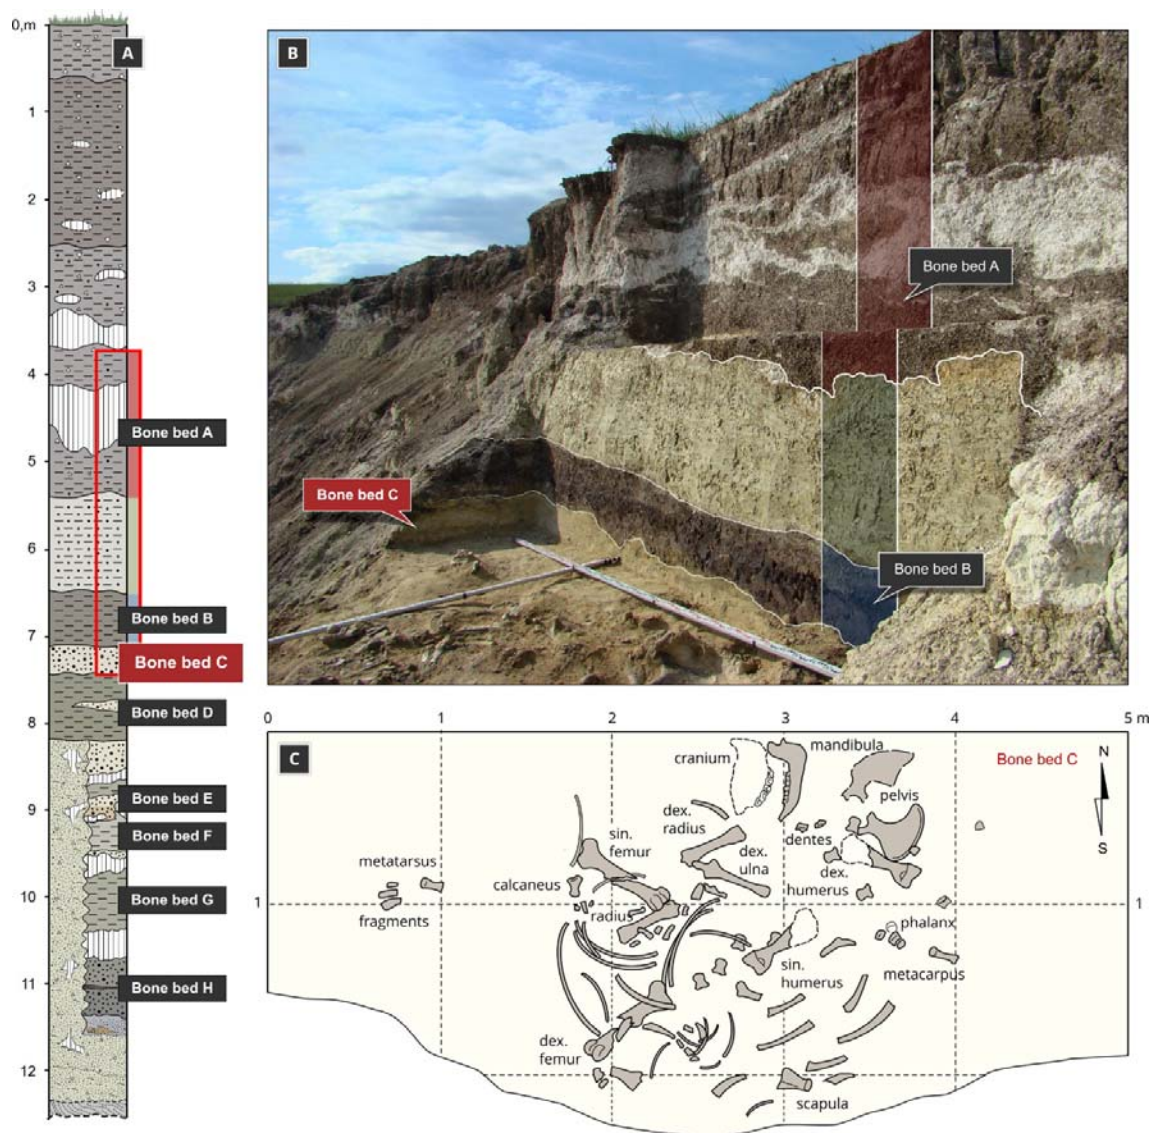 0,m
A
1
2
3
4
Bone bed A
5
6
Bone bed B
7
Bone bed C
Bone bed D
8
Bone bed E
9
Bone bed F
10
Bone bed G
11
Bone bed H
12
B
Bone bed A
Bone bed C
Bone bed B
0 1 2 3 4 5 m
C
Bone bed C
N
S
cranium
mandibula
pelvis
dex.
radius
sin.
femur
dentes
dex.
ulna
dex.
humerus
metatarsus
calcaneus
fragments
radius
1
1
phalanx
sin.
humerus
metacarpus
dex.
femur
scapula